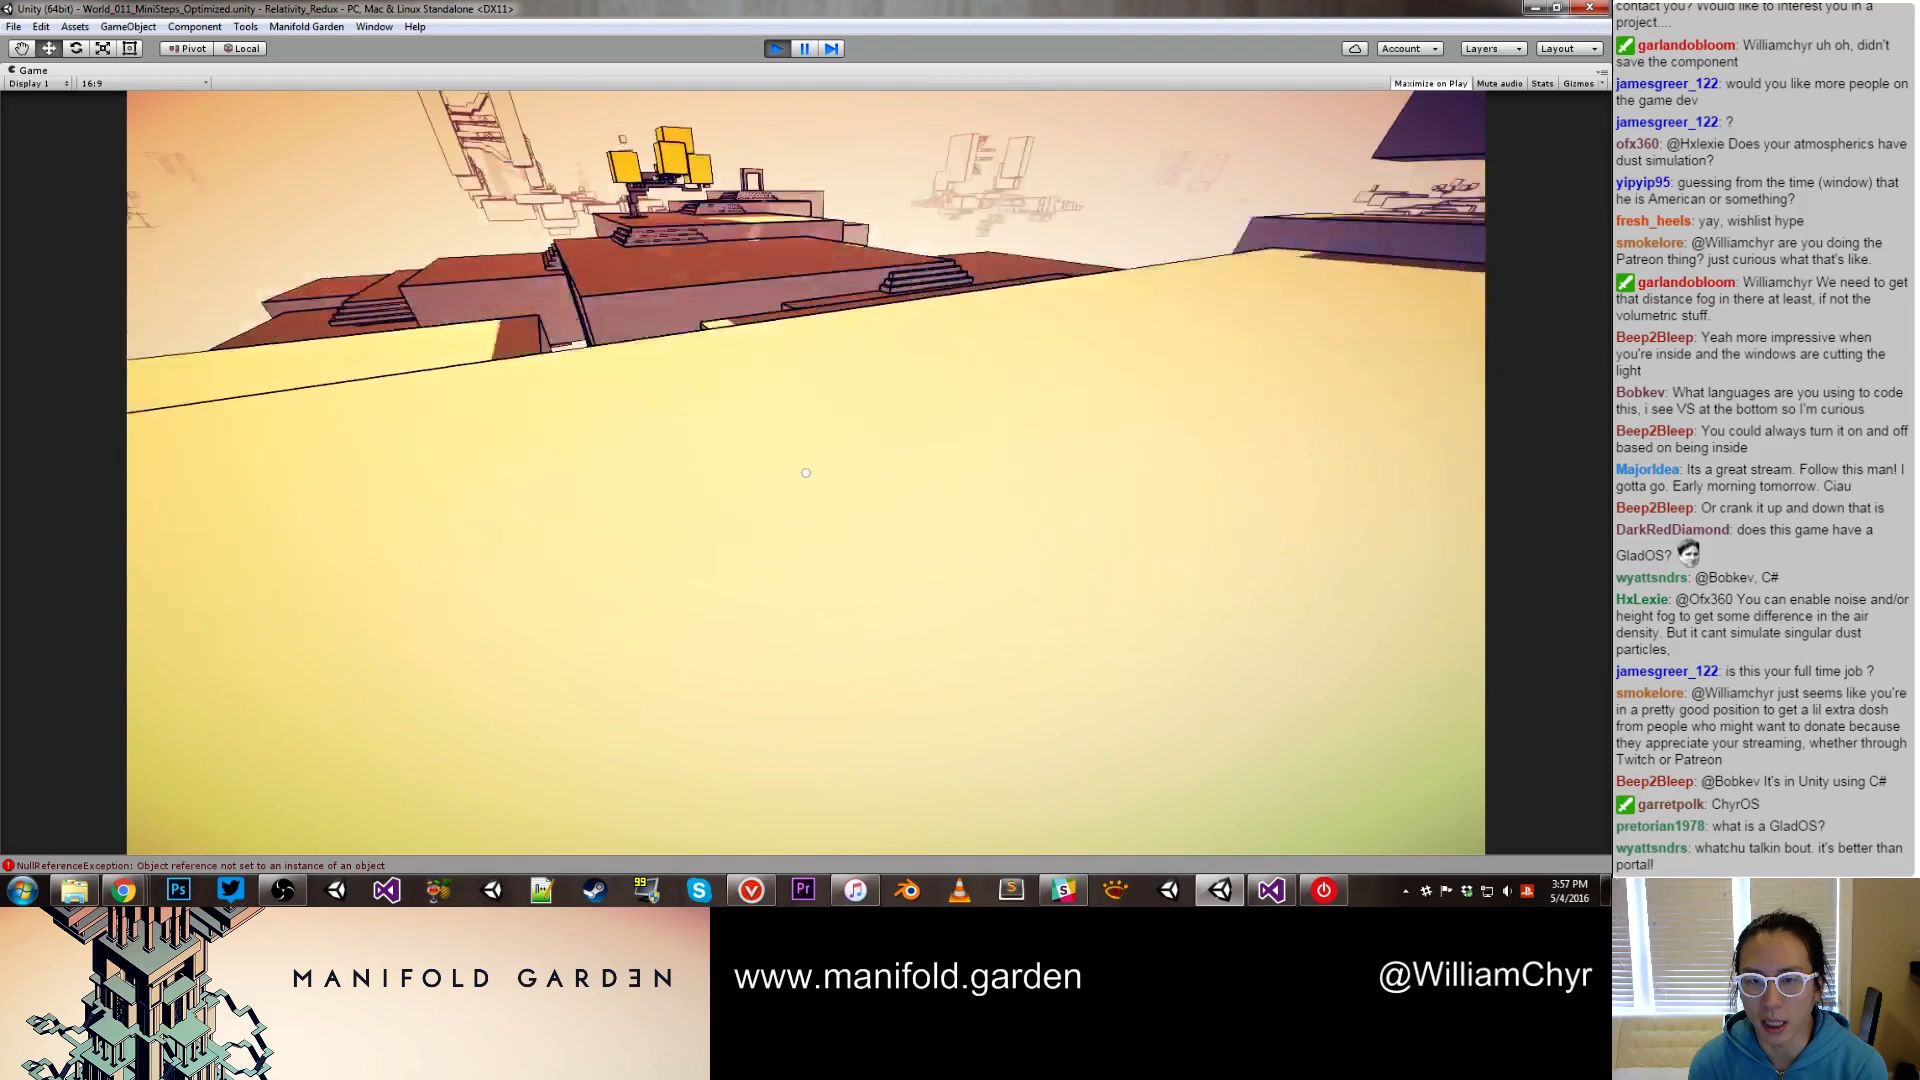 Unity (64bit) - World_011_MiniSteps_Optimized.unity - Relativity_Redux - PC, Mac & Linux Standalone <DX11>
File Edit Assets GameObject Component Tools Manifold Garden Window Help
Pivot Local Account Layers Layout
Game
Display 1 16:9 Maximize on Play Mute audio Stats Gizmos
NullReferenceException: Object reference not set to an instance of an object
99
3:57 PM
5/4/2016
MANIFOLD GARDƎN
www.manifold.garden
@WilliamChyr
contact you? Would like to interest you in a
project....
garlandobloom: Williamchyr uh oh, didn't
save the component
jamesgreer_122: would you like more people on
the game dev
jamesgreer_122: ?
ofx360: @Hxlexie Does your atmospherics have
dust simulation?
yipyip95: guessing from the time (window) that
he is American or something?
fresh_heels: yay, wishlist hype
smokelore: @Williamchyr are you doing the
Patreon thing? just curious what that's like.
garlandobloom: Williamchyr We need to get
that distance fog in there at least, if not the
volumetric stuff.
Beep2Bleep: Yeah more impressive when
you're inside and the windows are cutting the
light
Bobkev: What languages are you using to code
this, i see VS at the bottom so I'm curious
Beep2Bleep: You could always turn it on and off
based on being inside
MajorIdea: Its a great stream. Follow this man! I
gotta go. Early morning tomorrow. Ciau
Beep2Bleep: Or crank it up and down that is
DarkRedDiamond: does this game have a
GladOS?
wyattsndrs: @Bobkev, C#
HxLexie: @Ofx360 You can enable noise and/or
height fog to get some difference in the air
density. But it cant simulate singular dust
particles,
jamesgreer_122: is this your full time job ?
smokelore: @Williamchyr just seems like you're
in a pretty good position to get a lil extra dosh
from people who might want to donate because
they appreciate your streaming, whether through
Twitch or Patreon
Beep2Bleep: @Bobkev It's in Unity using C#
garretpolk: ChyrOS
pretorian1978: what is a GladOS?
wyattsndrs: whatchu talkin bout. it's better than
portal!